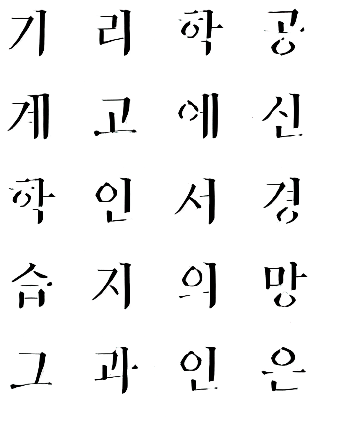 기 리 학 공
계 고 에 신
학 인 서 경
습 지 의 망
그 과 인 은